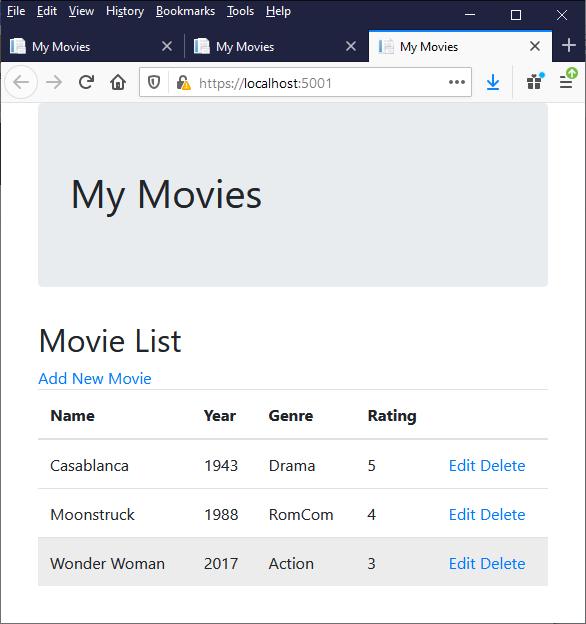 File Edit View History Bookmarks Tools Help
My Movies My Movies My Movies
https://localhost:5001
My Movies
Movie List
Add New Movie
Name Year Genre Rating
Casablanca 1943 Drama 5 Edit Delete
Moonstruck 1988 RomCom 4 Edit Delete
Wonder Woman 2017 Action 3 Edit Delete